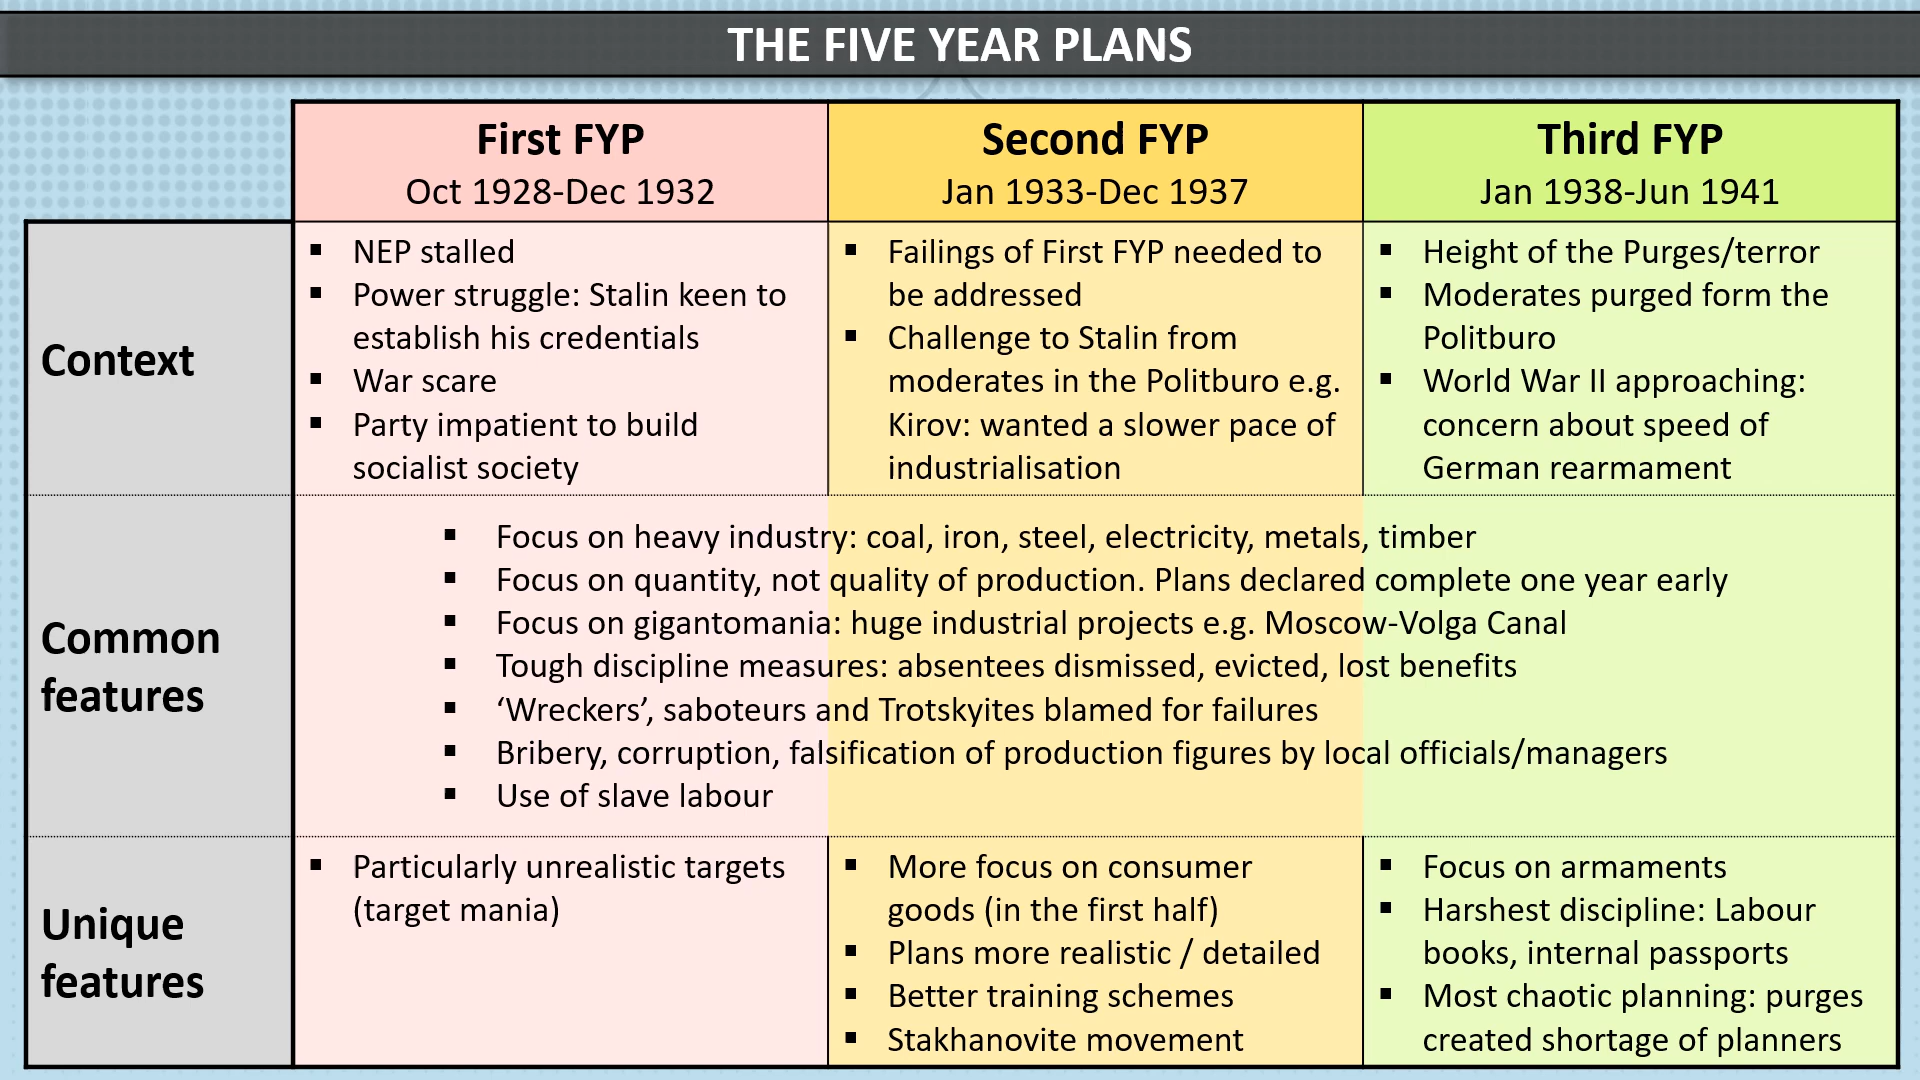 THE FIVE YEAR PLANS
First FYP
Oct 1928-Dec 1932
Second FYP
Jan 1933-Dec 1937
Third FYP
Jan 1938-Jun 1941
Context
▪ NEP stalled
▪ Power struggle: Stalin keen to
establish his credentials
▪ War scare
▪ Party impatient to build
socialist society
▪ Failings of First FYP needed to
be addressed
▪ Challenge to Stalin from
moderates in the Politburo e.g.
Kirov: wanted a slower pace of
industrialisation
▪ Height of the Purges/terror
▪ Moderates purged form the
Politburo
▪ World War II approaching:
concern about speed of
German rearmament
Common
features
▪ Focus on heavy industry: coal, iron, steel, electricity, metals, timber
▪ Focus on quantity, not quality of production. Plans declared complete one year early
▪ Focus on gigantomania: huge industrial projects e.g. Moscow-Volga Canal
▪ Tough discipline measures: absentees dismissed, evicted, lost benefits
▪ ‘Wreckers’, saboteurs and Trotskyites blamed for failures
▪ Bribery, corruption, falsification of production figures by local officials/managers
▪ Use of slave labour
Unique
features
▪ Particularly unrealistic targets
(target mania)
▪ More focus on consumer
goods (in the first half)
▪ Plans more realistic / detailed
▪ Better training schemes
▪ Stakhanovite movement
▪ Focus on armaments
▪ Harshest discipline: Labour
books, internal passports
▪ Most chaotic planning: purges
created shortage of planners